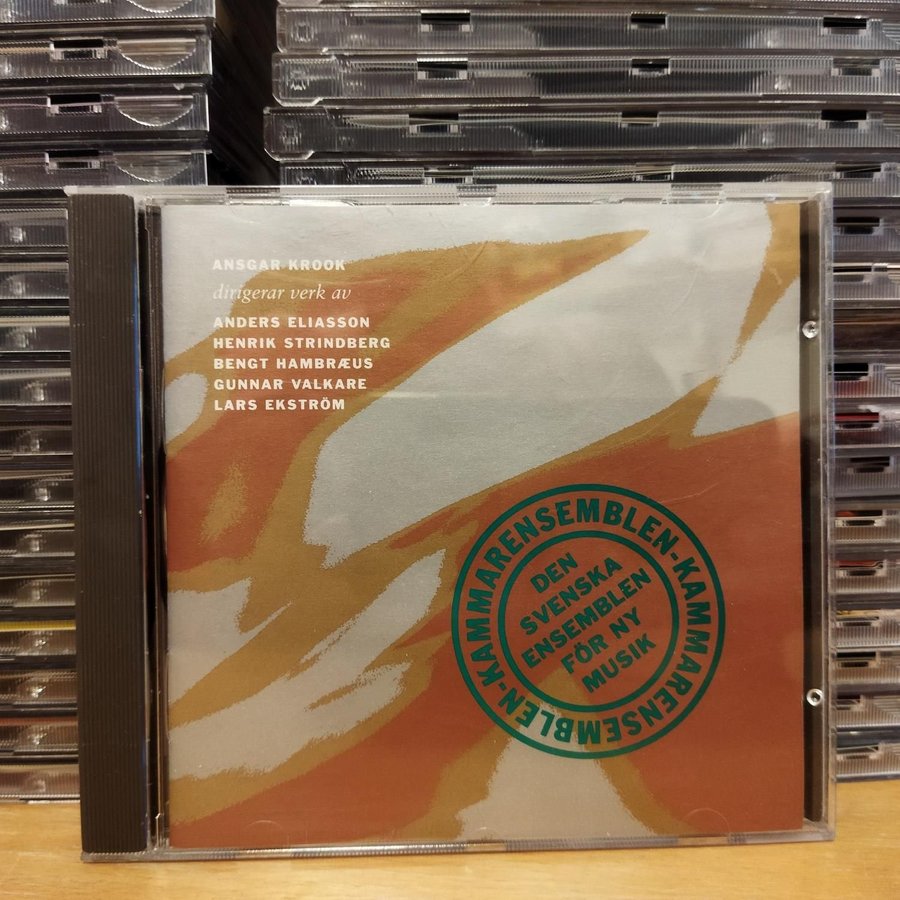 ANSGAR KROOK
dirigerar verk av
ANDERS ELIASSON
HENRIK STRINDBERG
BENGT HAMBRÆUS
GUNNAR VALKARE
LARS EKSTRÖM
KAMMARENSEMBLEN-KAMMARENSEMBLEN-
DEN
SVENSKA
ENSEMBLEN
FÖR NY
MUSIK